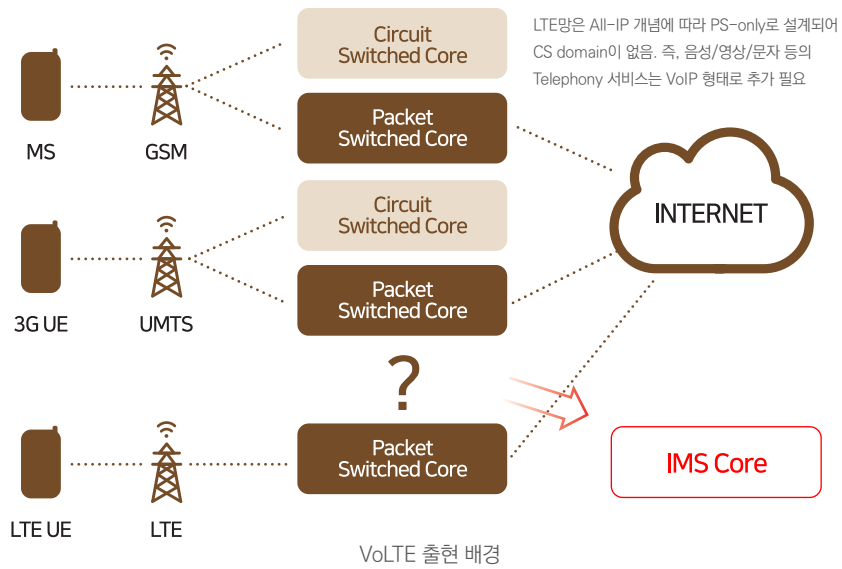 LTE망은 All-IP 개념에 따라 PS-only로 설계되어
CS domain이 없음. 즉, 음성/영상/문자 등의
Telephony 서비스는 VoIP 형태로 추가 필요
Circuit
Switched Core
Packet
Switched Core
MS
GSM
INTERNET
Circuit
Switched Core
Packet
Switched Core
3G UE
UMTS
?
Packet
Switched Core
IMS Core
LTE UE
LTE
VoLTE 출현 배경